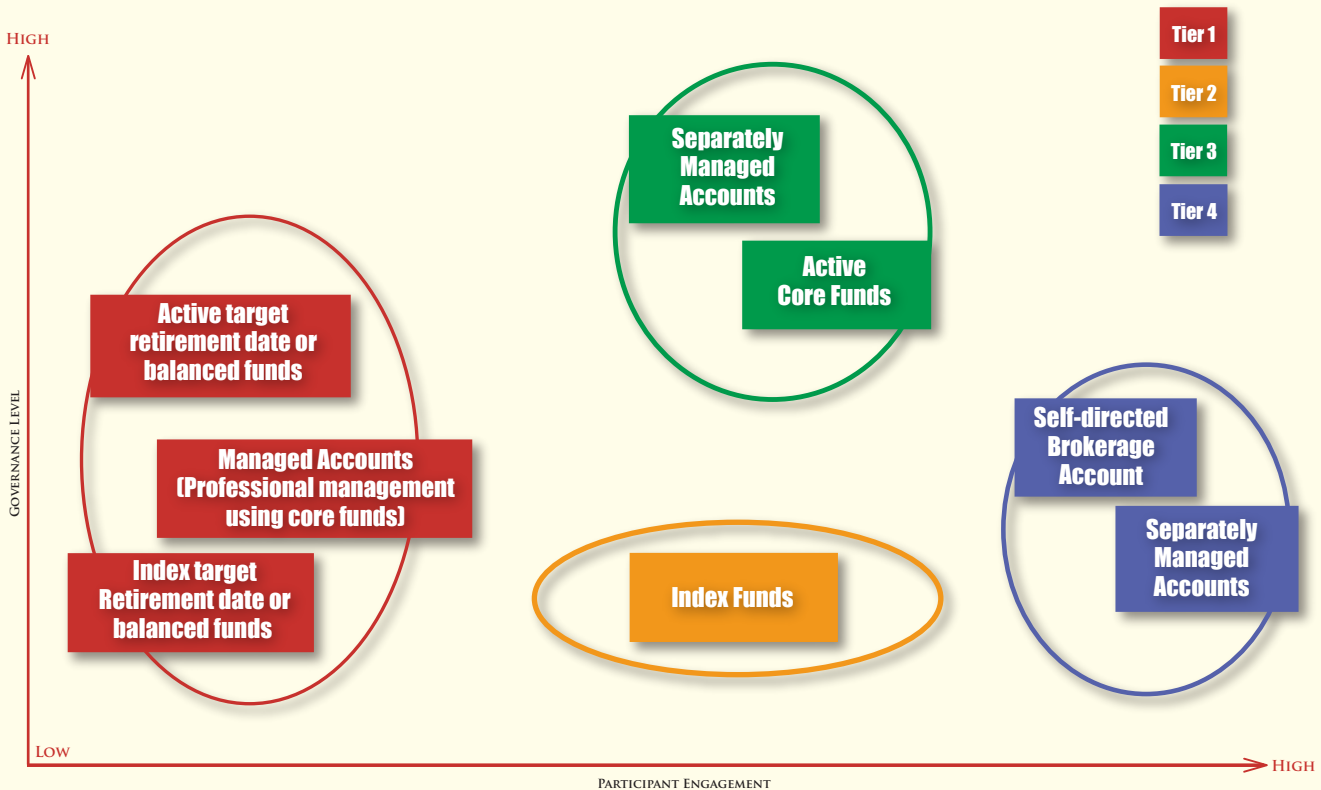 HIGH
GOVERNANCE LEVEL
LOW
PARTICIPANT ENGAGEMENT
HIGH
Tier 1
Tier 2
Tier 3
Tier 4
Active target
retirement date or
balanced funds
Managed Accounts
(Professional management
using core funds)
Index target
Retirement date or
balanced funds
Separately
Managed
Accounts
Active
Core Funds
Index Funds
Self-directed
Brokerage
Account
Separately
Managed
Accounts